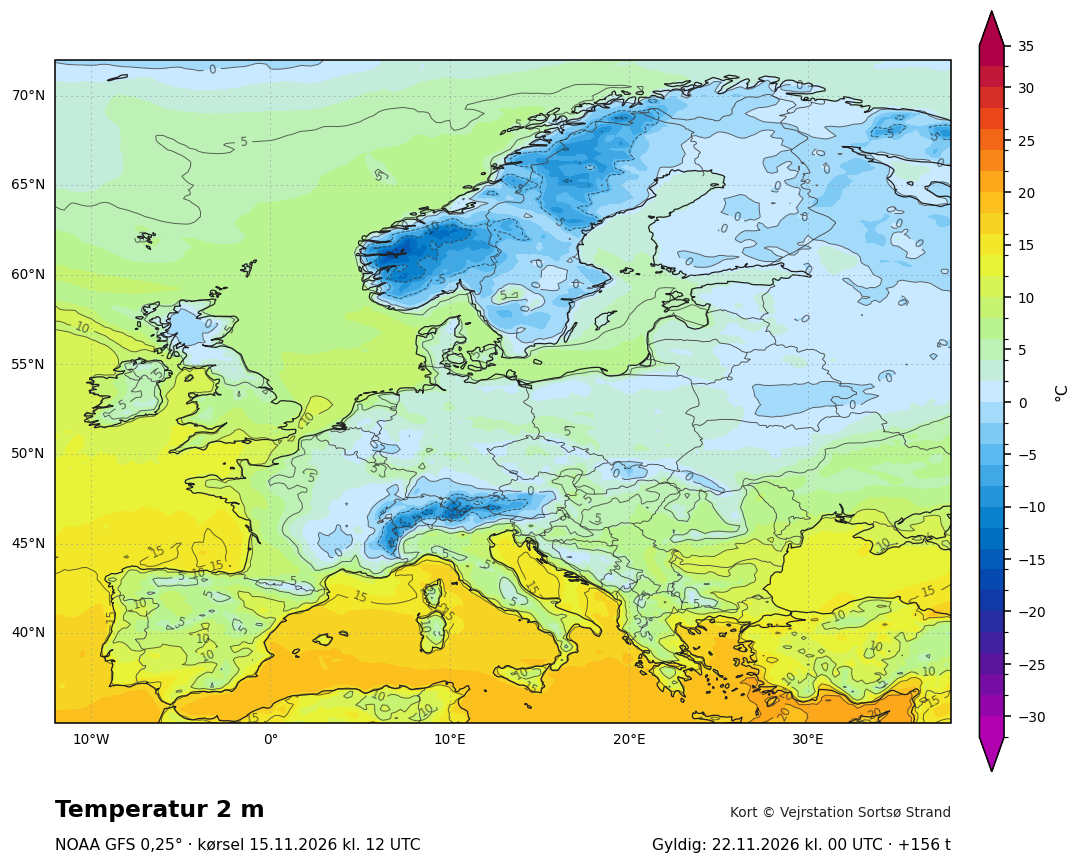 70°N
65°N
60°N
55°N
50°N
45°N
40°N
10°W
0°
10°E
20°E
30°E
35
30
25
20
15
10
5
0
−5
−10
−15
−20
−25
−30
°C
Temperatur 2 m
Kort © Vejrstation Sortsø Strand
NOAA GFS 0,25° · kørsel 15.11.2026 kl. 12 UTC
Gyldig: 22.11.2026 kl. 00 UTC · +156 t